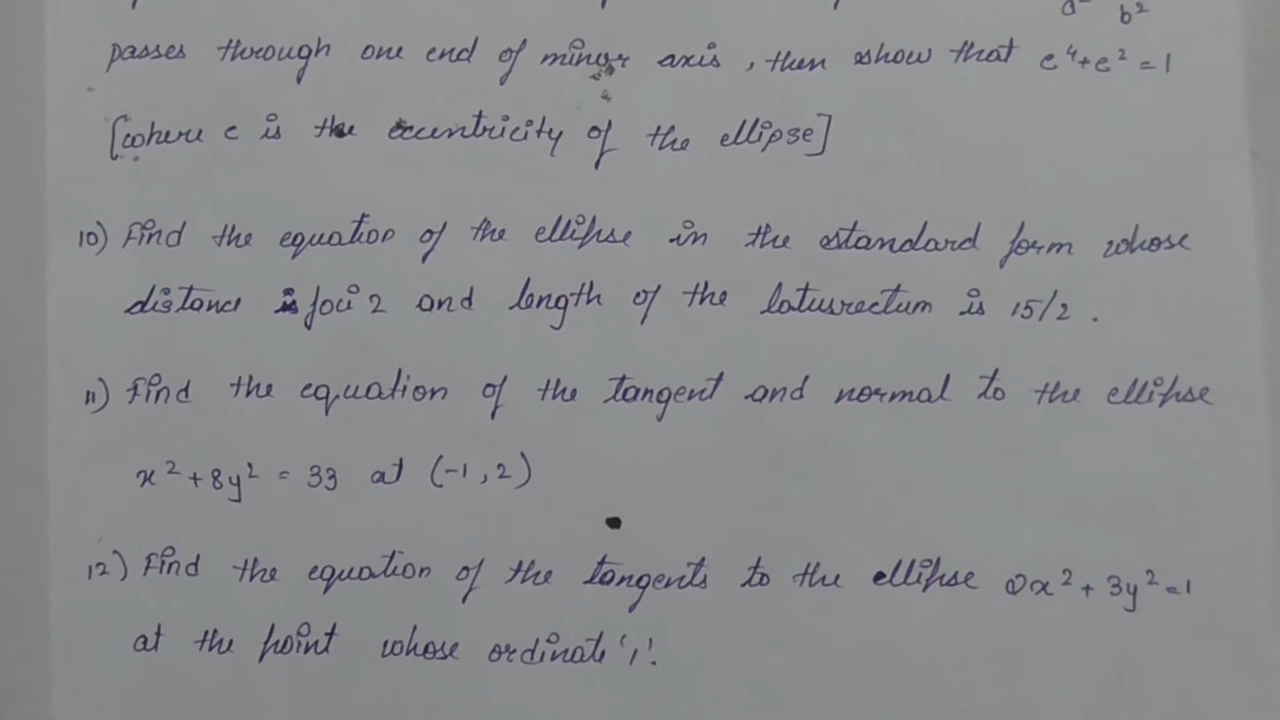 a² b²
passes through one end of minor axis, then show that e⁴+e² = 1
[where e is the eccentricity of the ellipse]
10) Find the equation of the ellipse in the standard form whose
distance is foci 2 and length of the latusrectum is 15/2.
11) Find the equation of the tangent and normal to the ellipse
x² + 8y² = 33 at (-1, 2)
12) Find the equation of the tangents to the ellipse 2x² + 3y² = 1
at the point whose ordinate '1'.